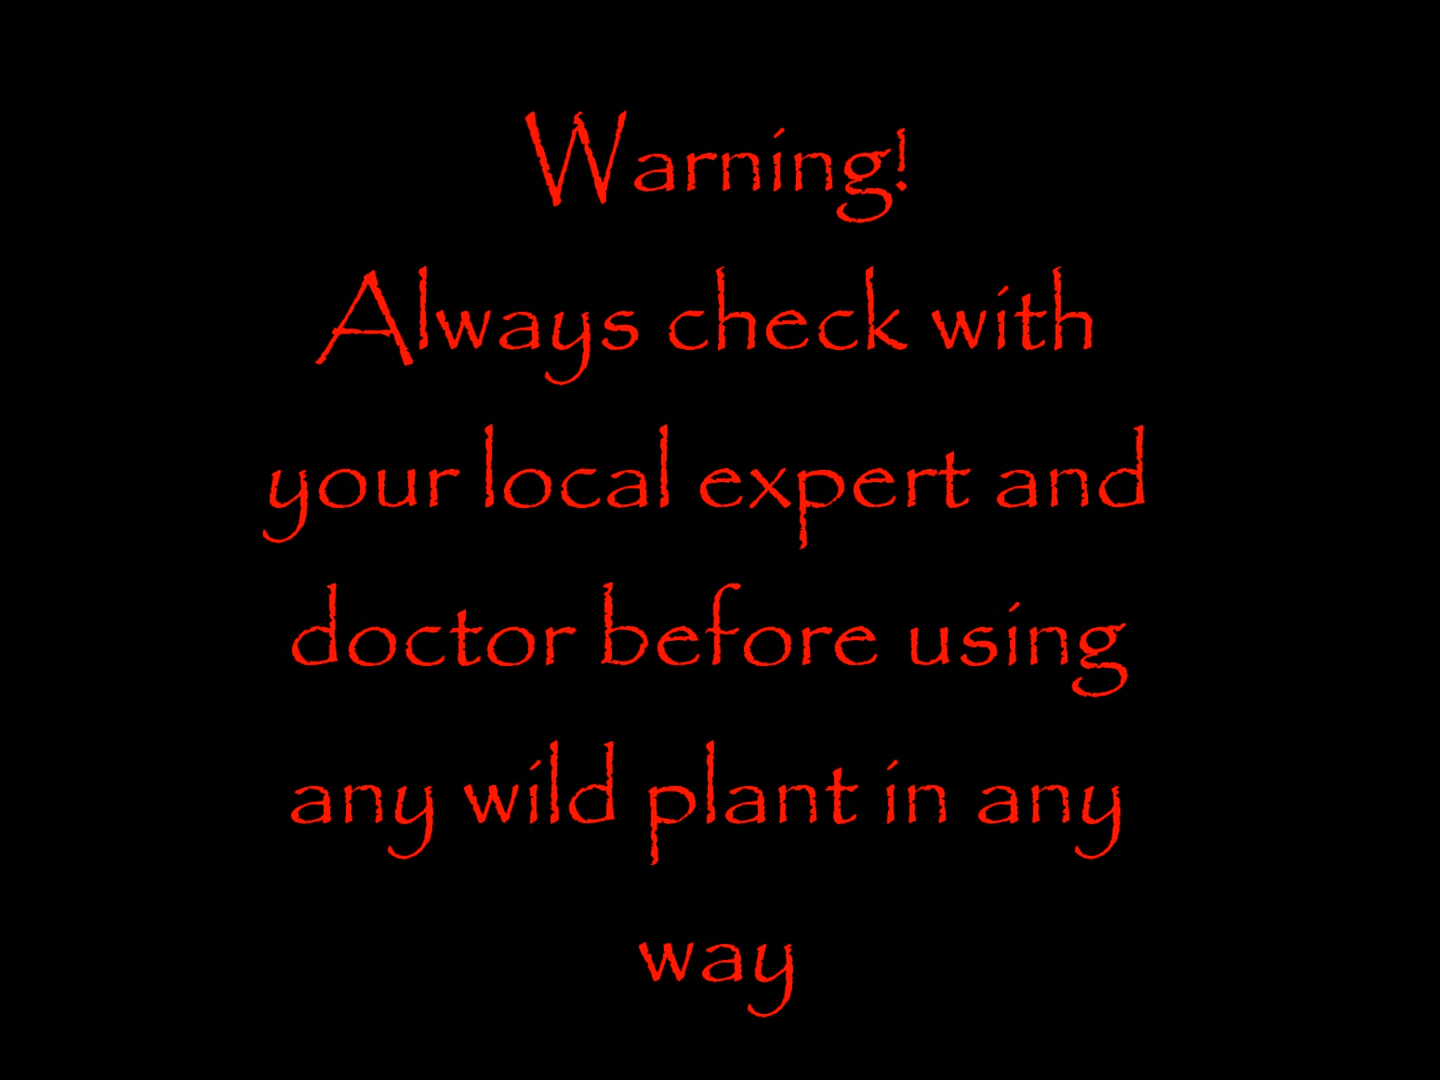 Warning!
Always check with
your local expert and
doctor before using
any wild plant in any
way